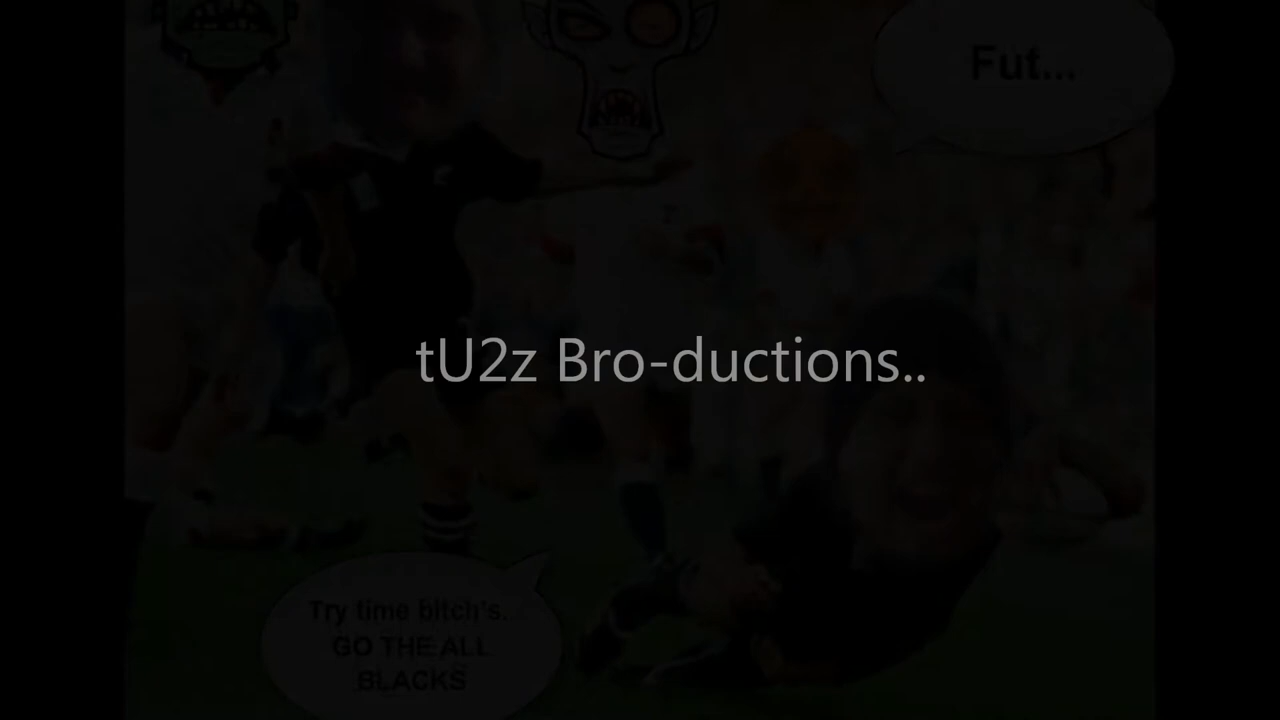 Fut...
tU2z Bro-ductions..
Try time bitch's..
GO THE ALL
BLACKS